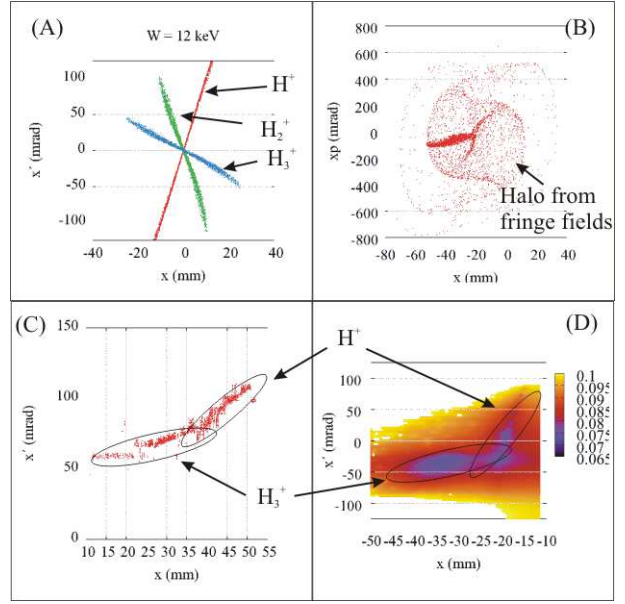 (A)
W = 12 keV
H+
H2+
H3+
x´ (mrad)
100
50
0
-50
-100
-40 -20 0 20 40
x (mm)
(B)
xp (mrad)
800
600
400
200
0
-200
-400
-600
-800
-60 -40 -20 0 20 40
x (mm)
Halo from
fringe fields
(C)
x´ (mrad)
150
100
50
0
10 15 20 25 30 35 40 45 50 55
x (mm)
H+
H3+
(D)
x´ (mrad)
100
50
0
-50
-100
-50 -45 -40 -35 -30 -25 -20 -15 -10
x (mm)
0.1
0.095
0.09
0.085
0.08
0.075
0.07
0.065